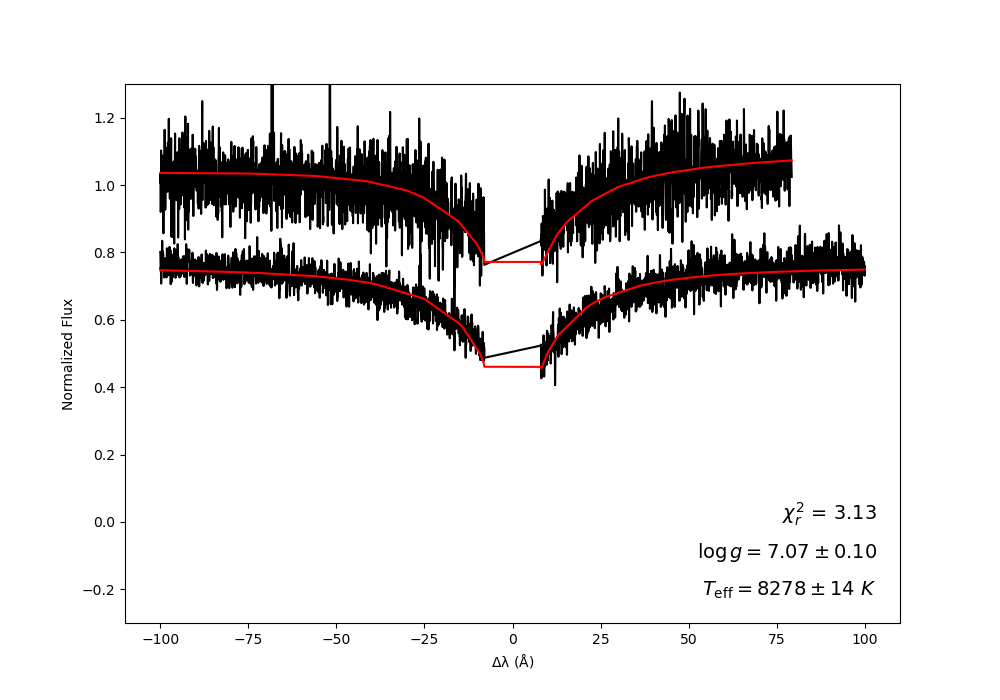 1.2
1.0
0.8
0.6
0.4
0.2
0.0
−0.2
Normalized Flux
χ²ᵣ = 3.13
log g = 7.07 ± 0.10
T_eff = 8278 ± 14 K
−100 −75 −50 −25 0 25 50 75 100
Δλ (Å)